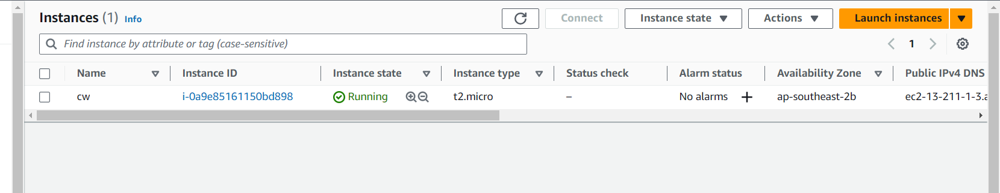 Instances (1) Info
Connect
Instance state
Actions
Launch instances
Find instance by attribute or tag (case-sensitive)
1
Name Instance ID Instance state Instance type Status check Alarm status Availability Zone Public IPv4 DNS
cw i-0a9e85161150bd898 Running t2.micro – No alarms + ap-southeast-2b ec2-13-211-1-3.a